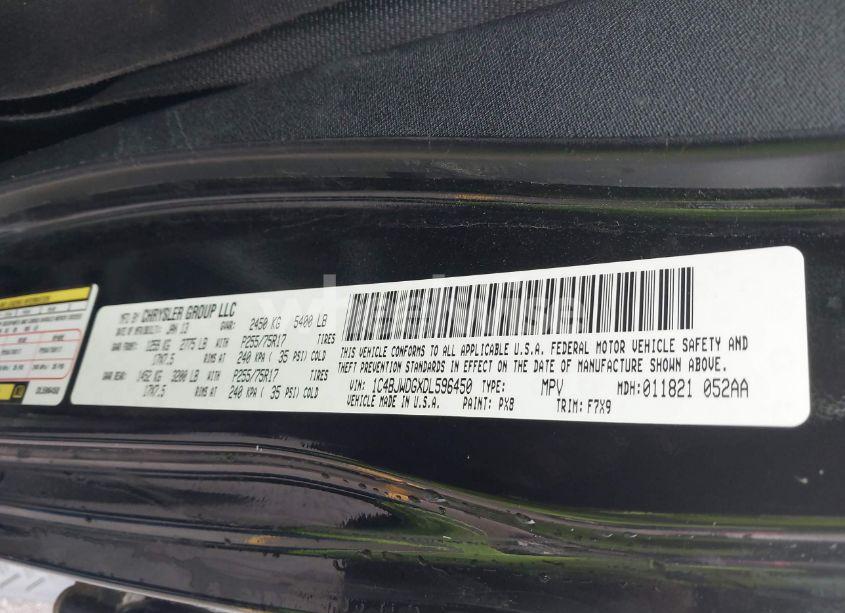 MFD BY CHRYSLER GROUP LLC
DATE OF MFR/BUILT: JAN 13 GVWR: 2450 KG 5400 LB
GAWR FRONT: 1259 KG 2775 LB WITH P255/75R17 TIRES
17X7.5 RIMS AT 240 KPA ( 35 PSI) COLD
GAWR REAR: 1452 KG 3200 LB WITH P255/75R17 TIRES
17X7.5 RIMS AT 240 KPA ( 35 PSI) COLD
THIS VEHICLE CONFORMS TO ALL APPLICABLE U.S.A. FEDERAL MOTOR VEHICLE SAFETY AND
THEFT PREVENTION STANDARDS IN EFFECT ON THE DATE OF MANUFACTURE SHOWN ABOVE.
VIN: 1C4BJWDGXDL596450 TYPE: MPV MDH: 011821 052AA
VEHICLE MADE IN U.S.A. PAINT: PX8 TRIM: F7X9
DL596450